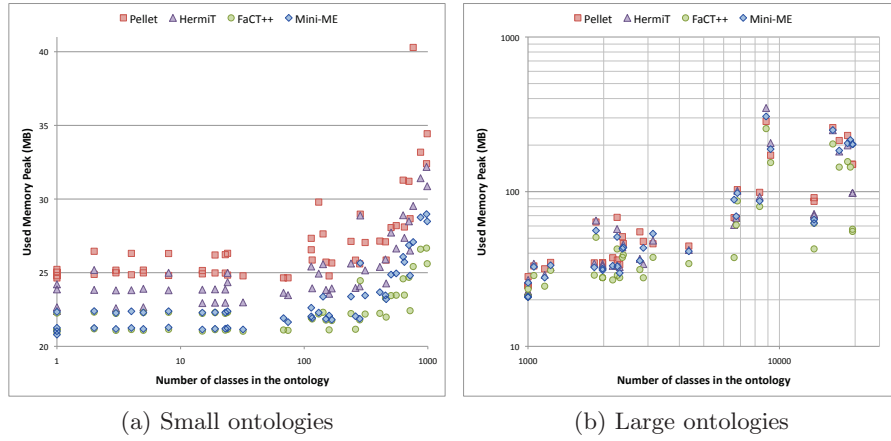 Pellet HermiT FaCT++ Mini-ME
40
35
30
25
20
Used Memory Peak (MB)
1 10 100 1000
Number of classes in the ontology
(a) Small ontologies
Pellet HermiT FaCT++ Mini-ME
1000
100
10
Used Memory Peak (MB)
1000 10000
Number of classes in the ontology
(b) Large ontologies